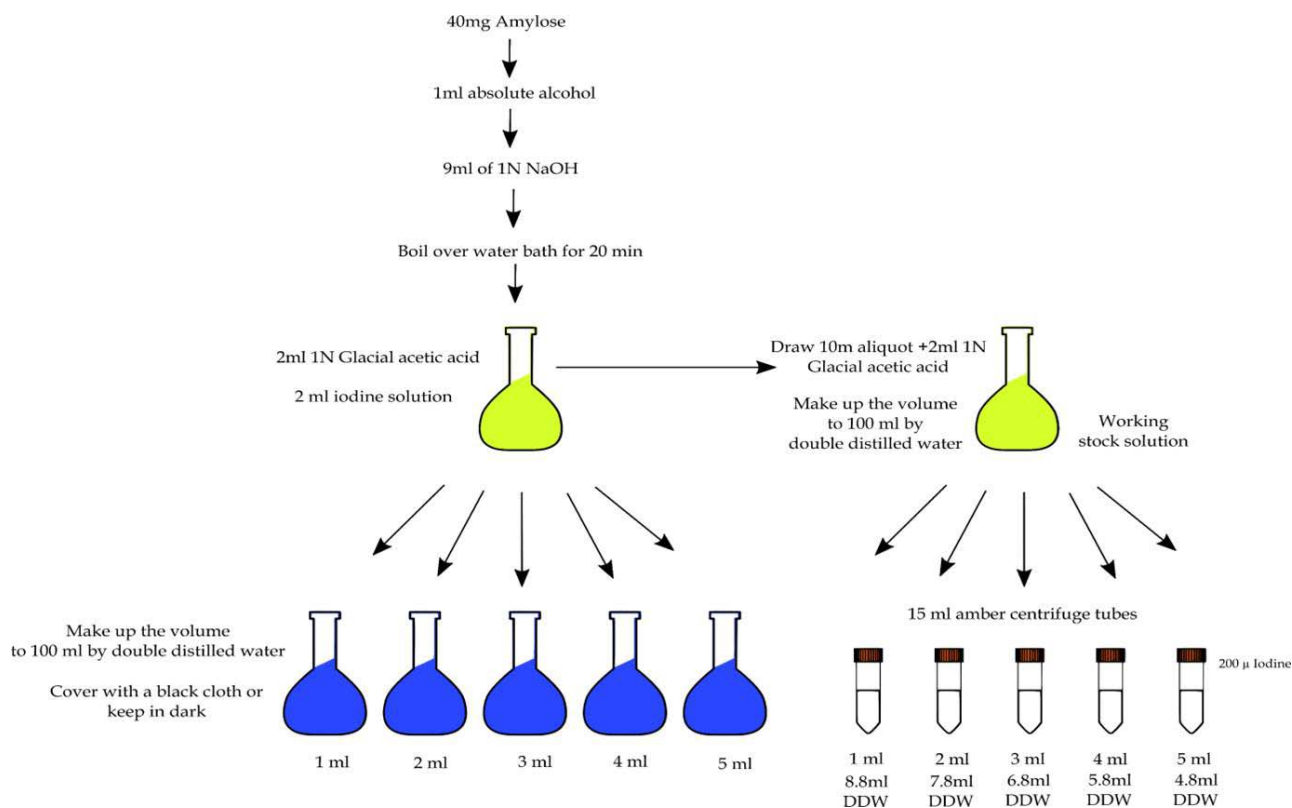 40mg Amylose
1ml absolute alcohol
9ml of 1N NaOH
Boil over water bath for 20 min
2ml 1N Glacial acetic acid
2 ml iodine solution
Draw 10m aliquot +2ml 1N
Glacial acetic acid
Make up the volume
to 100 ml by
double distilled water
Working
stock solution
Make up the volume
to 100 ml by double distilled water
Cover with a black cloth or
keep in dark
1 ml
2 ml
3 ml
4 ml
5 ml
15 ml amber centrifuge tubes
200 µ Iodine
1 ml
8.8ml
DDW
2 ml
7.8ml
DDW
3 ml
6.8ml
DDW
4 ml
5.8ml
DDW
5 ml
4.8ml
DDW